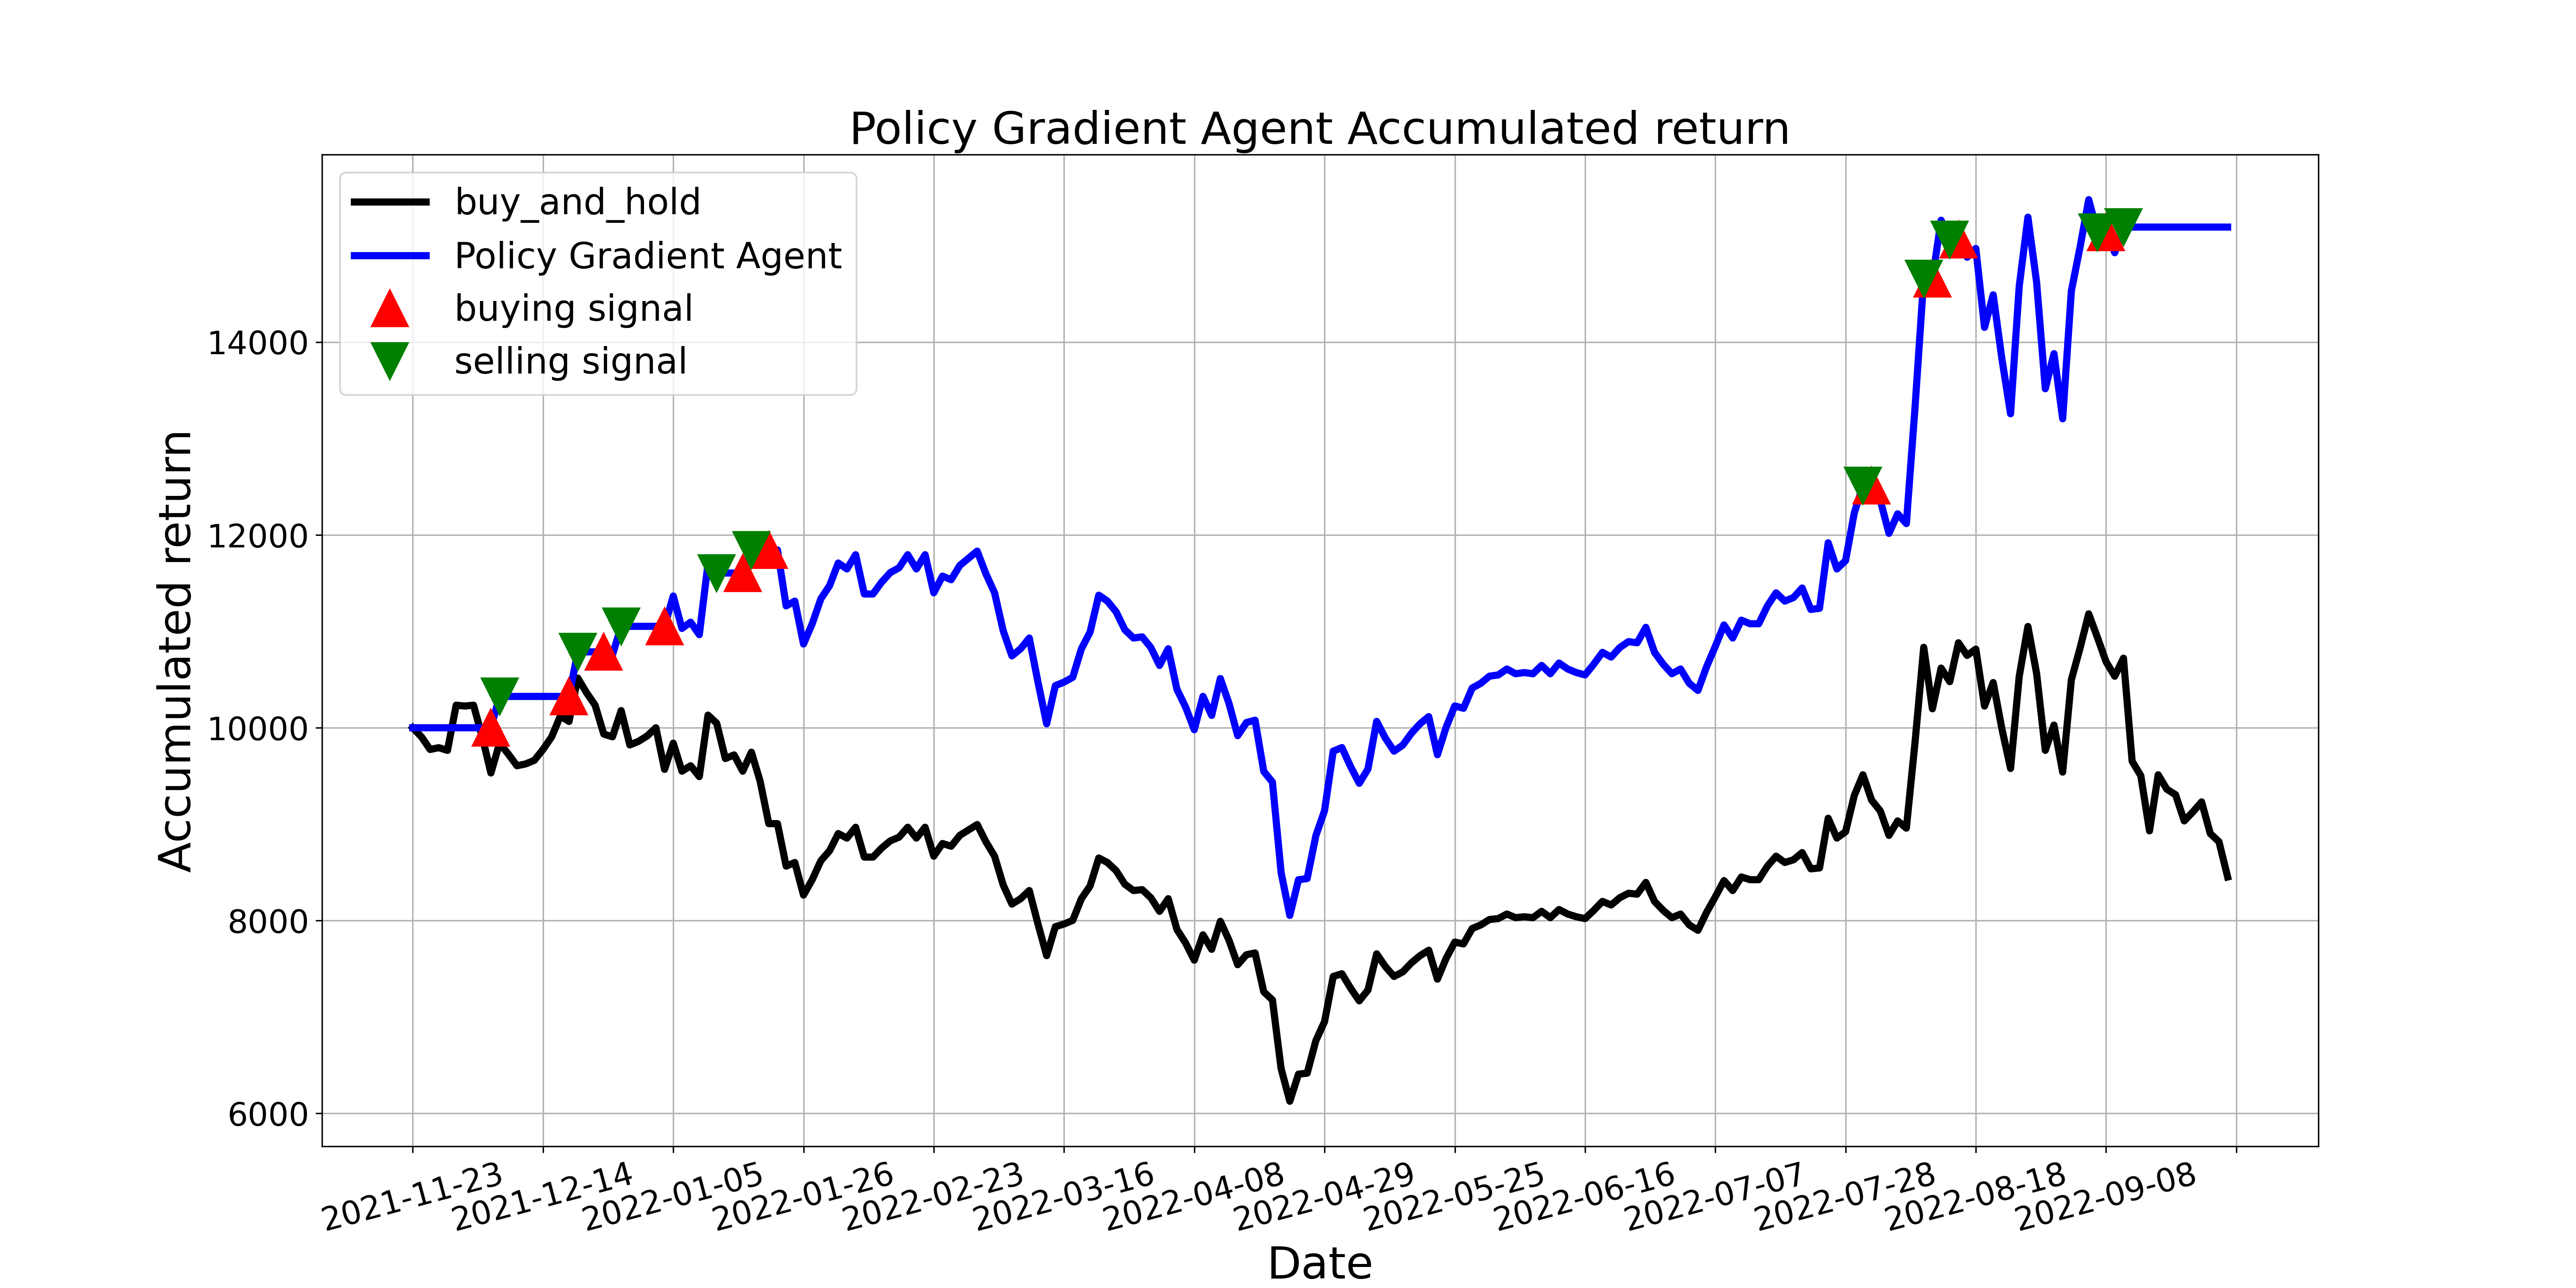 Policy Gradient Agent Accumulated return
buy_and_hold
Policy Gradient Agent
buying signal
selling signal
Accumulated return
14000
12000
10000
8000
6000
2021-11-23
2021-12-14
2022-01-05
2022-01-26
2022-02-23
2022-03-16
2022-04-08
2022-04-29
2022-05-25
2022-06-16
2022-07-07
2022-07-28
2022-08-18
2022-09-08
Date